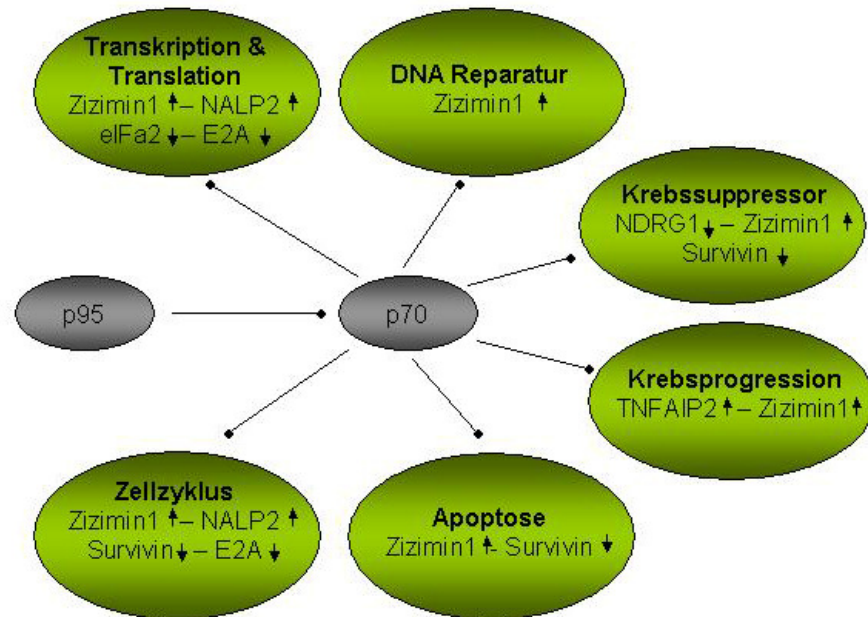 Transkription &
Translation
Zizimin1 ↑ – NALP2 ↑
elFa2 ↓ – E2A ↓
DNA Reparatur
Zizimin1 ↑
Krebssuppressor
NDRG1 ↓ – Zizimin1 ↑
Survivin ↓
p95
p70
Krebsprogression
TNFAIP2 ↑ – Zizimin1 ↑
Zellzyklus
Zizimin1 ↑ – NALP2 ↑
Survivin ↓ – E2A ↓
Apoptose
Zizimin1 ↑ - Survivin ↓